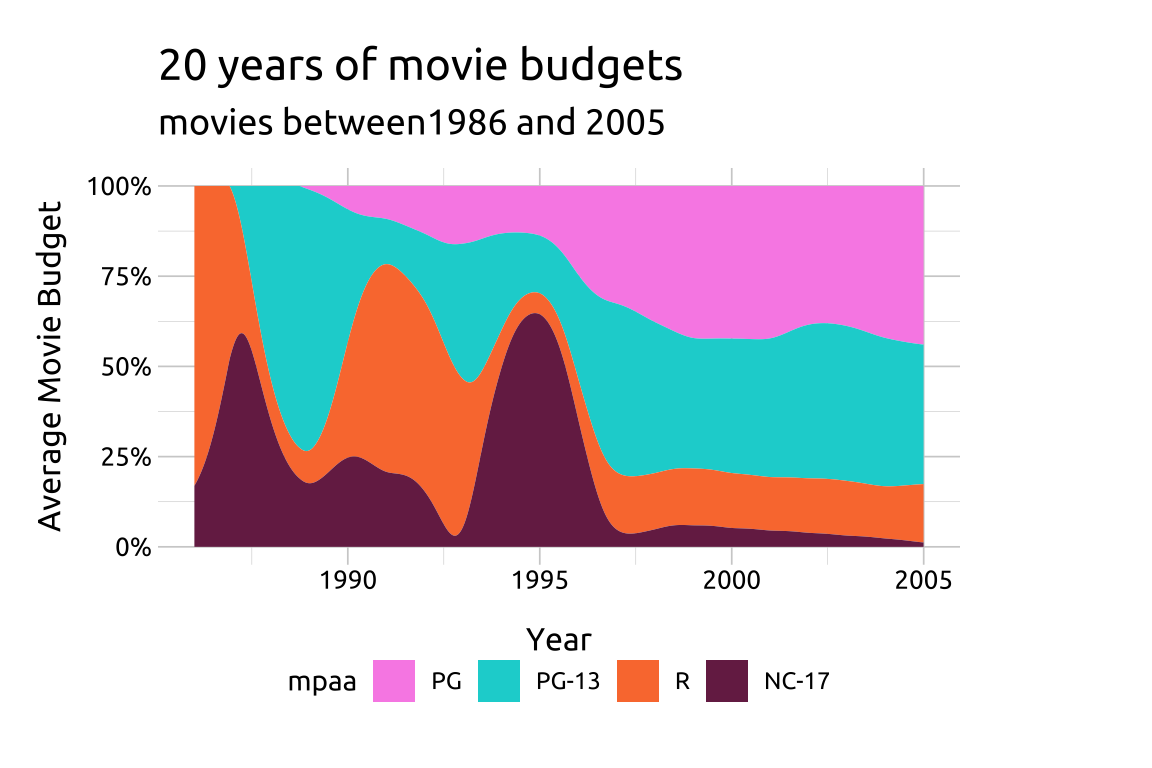 20 years of movie budgets
movies between1986 and 2005
Average Movie Budget
100%
75%
50%
25%
0%
1990 1995 2000 2005
Year
mpaa PG PG-13 R NC-17